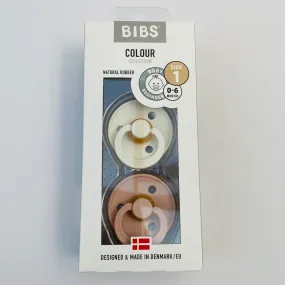 BIBS
COLOUR
COLLECTION
NATURAL RUBBER
SIZE
1
0-6
MONTHS
DESIGNED & MADE IN DENMARK/EU